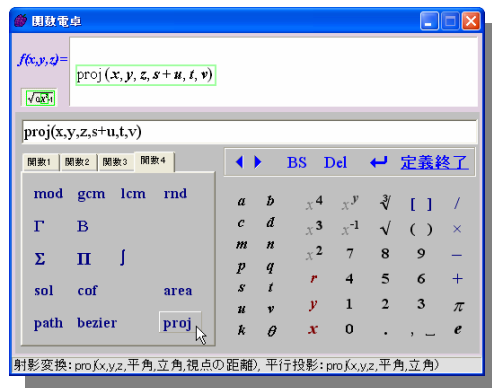 関数電卓
f(x,y,z)=
proj (x, y, z, s + u, t, v)
proj(x,y,z,s+u,t,v)
関数1 関数2 関数3 関数4
BS Del 定義終了
mod gcm lcm rnd
Γ B
Σ Π ∫
sol cof area
path bezier proj
a b x⁴ xʸ ∛ [ ] /
c d x³ x⁻¹ √ ( ) ×
m n x² 7 8 9 −
p q r 4 5 6 +
s t
u v y 1 2 3 π
k θ x 0 . , _ e
射影変換: proj(x,y,z,平角,立角,視点の距離), 平行投影: proj(x,y,z,平角,立角)